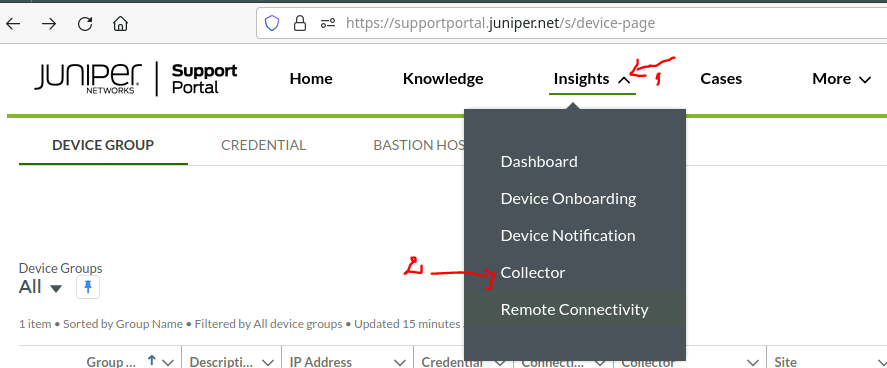 https://supportportal.juniper.net/s/device-page
JUNIPER NETWORKS Support Portal Home Knowledge Insights 1 Cases More
DEVICE GROUP CREDENTIAL BASTION HOS
Dashboard
Device Onboarding
Device Notification
Device Groups
2 Collector
All
Remote Connectivity
1 item • Sorted by Group Name • Filtered by All device groups • Updated 15 minutes
Group ... Descripti... IP Address Credential Connecti... Collector Site